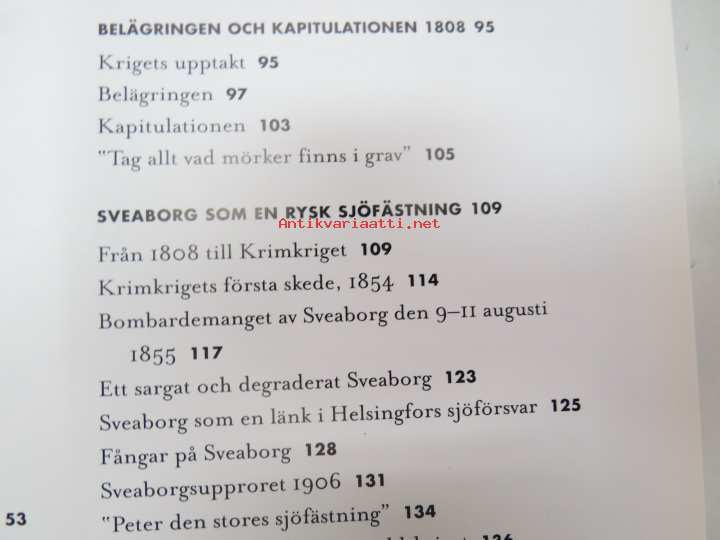 BELÄGRINGEN OCH KAPITULATIONEN 1808 95
Krigets upptakt 95
Belägringen 97
Kapitulationen 103
"Tag allt vad mörker finns i grav" 105
SVEABORG SOM EN RYSK SJÖFÄSTNING 109
Antikvariaatti.net
Från 1808 till Krimkriget 109
Krimkrigets första skede, 1854 114
Bombardemanget av Sveaborg den 9–11 augusti
1855 117
Ett sargat och degraderat Sveaborg 123
Sveaborg som en länk i Helsingfors sjöförsvar 125
Fångar på Sveaborg 128
Sveaborgsupproret 1906 131
53
"Peter den stores sjöfästning" 134